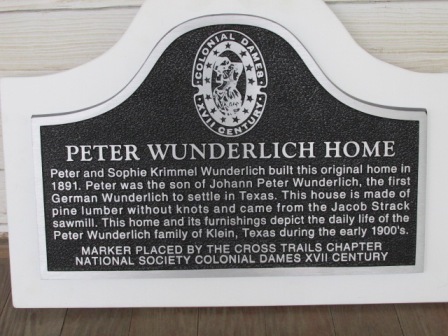 COLONIAL DAMES
XVII CENTURY
PETER WUNDERLICH HOME
Peter and Sophie Krimmel Wunderlich built this original home in
1891. Peter was the son of Johann Peter Wunderlich, the first
German Wunderlich to settle in Texas. This house is made of
pine lumber without knots and came from the Jacob Strack
sawmill. This home and its furnishings depict the daily life of the
Peter Wunderlich family of Klein, Texas during the early 1900's.
MARKER PLACED BY THE CROSS TRAILS CHAPTER
NATIONAL SOCIETY COLONIAL DAMES XVII CENTURY